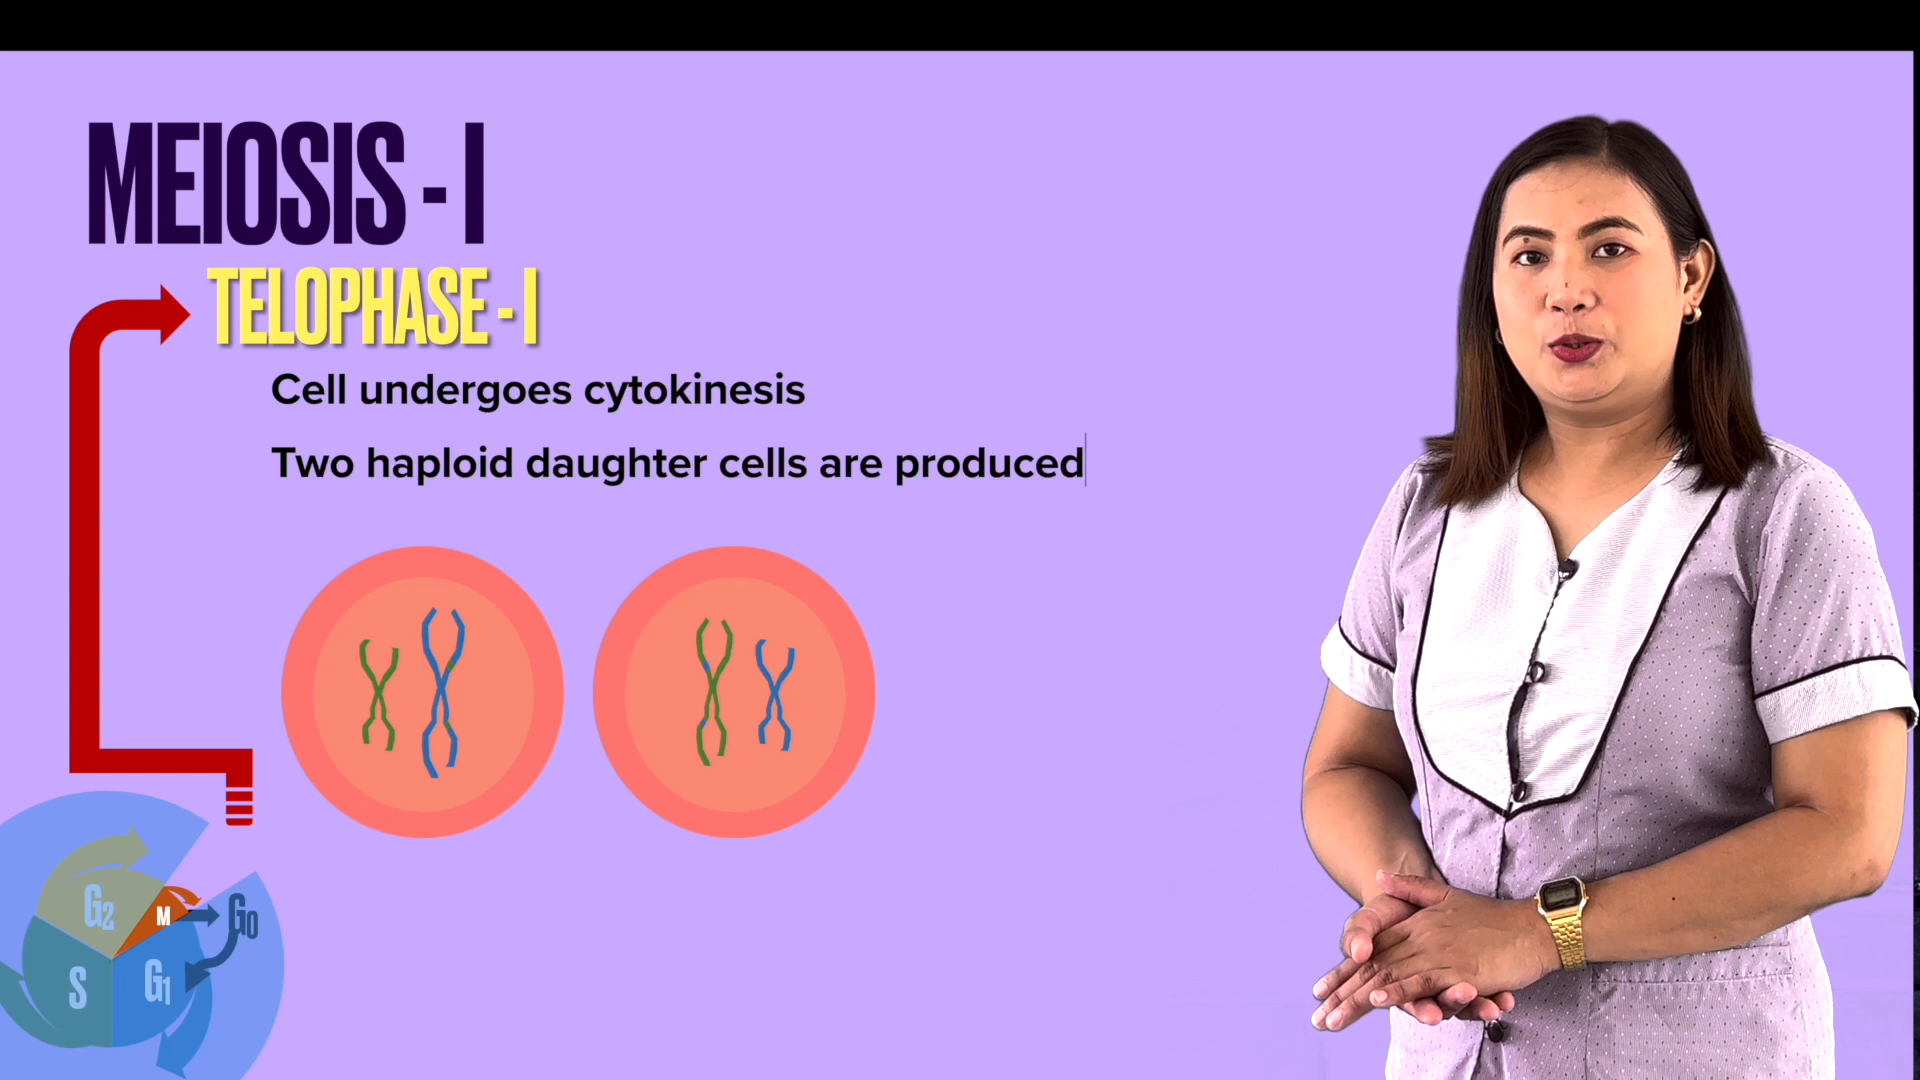 MEIOSIS - I
TELOPHASE - I
Cell undergoes cytokinesis
Two haploid daughter cells are produced
G2
M
G0
S
G1